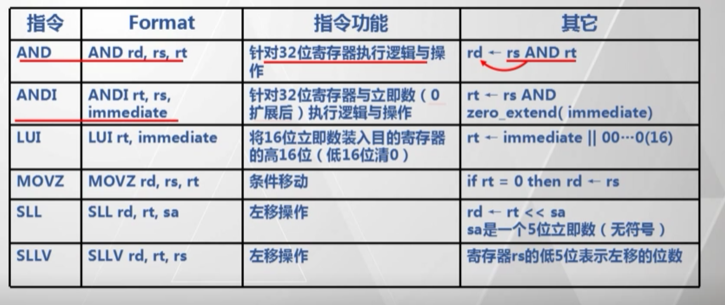 指令 Format 指令功能 其它
AND AND rd, rs, rt 针对32位寄存器执行逻辑与操 rd ← rs AND rt
作
ANDI ANDI rt, rs, 针对32位寄存器与立即数（0 rt ← rs AND
immediate 扩展后）执行逻辑与操作 zero_extend( immediate)
LUI LUI rt, immediate 将16位立即数装入目的寄存器 rt ← immediate || 00…0(16)
的高16位（低16位清0）
MOVZ MOVZ rd, rs, rt 条件移动 if rt = 0 then rd ← rs
SLL SLL rd, rt, sa 左移操作 rd ← rt << sa
sa是一个5位立即数（无符号）
SLLV SLLV rd, rt, rs 左移操作 寄存器rs的低5位表示左移的位数